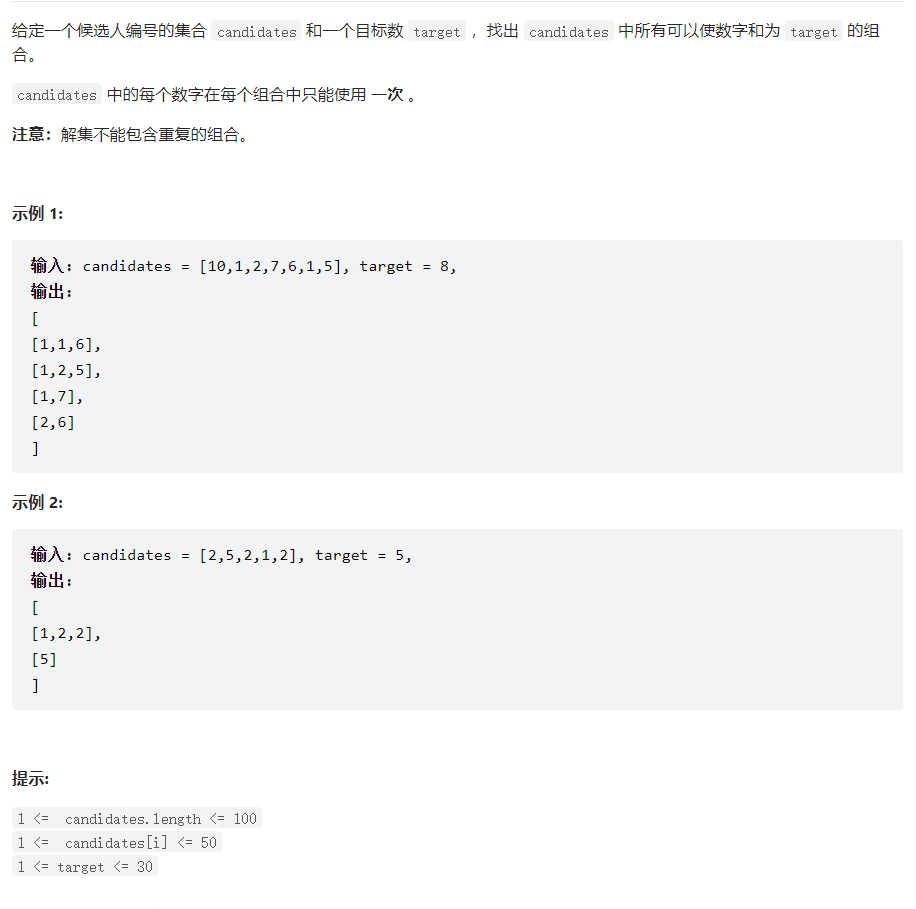 给定一个候选人编号的集合 candidates 和一个目标数 target ，找出 candidates 中所有可以使数字和为 target 的组
合。
candidates 中的每个数字在每个组合中只能使用 一次 。
注意：解集不能包含重复的组合。
示例 1:
输入: candidates = [10,1,2,7,6,1,5], target = 8,
输出:
[
[1,1,6],
[1,2,5],
[1,7],
[2,6]
]
示例 2:
输入: candidates = [2,5,2,1,2], target = 5,
输出:
[
[1,2,2],
[5]
]
提示:
1 <= candidates.length <= 100
1 <= candidates[i] <= 50
1 <= target <= 30